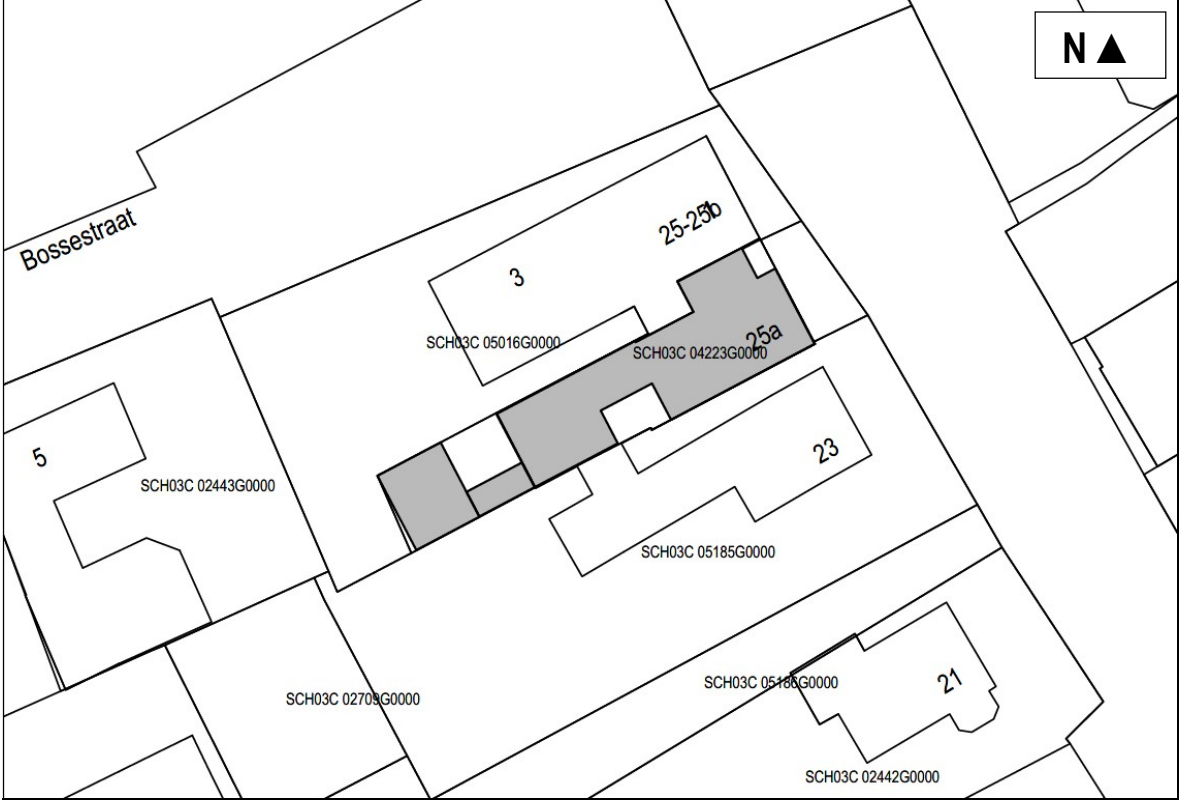 N ▲
Bossestraat
25-25b
3
SCH03C 05016G0000
25a
SCH03C 04223G0000
5
SCH03C 02443G0000
23
SCH03C 05185G0000
21
SCH03C 05186G0000
SCH03C 02709G0000
SCH03C 02442G0000